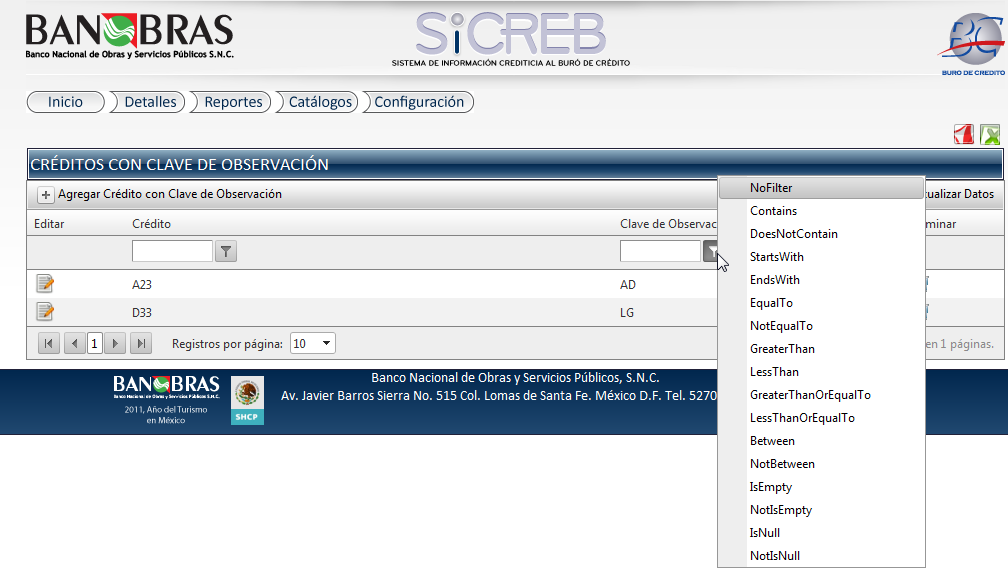 BANOBRAS
Banco Nacional de Obras y Servicios Públicos S.N.C.
SiCREB
SISTEMA DE INFORMACIÓN CREDITICIA AL BURÓ DE CRÉDITO
BC
BURO DE CREDITO
Inicio Detalles Reportes Catálogos Configuración
CRÉDITOS CON CLAVE DE OBSERVACIÓN
Agregar Crédito con Clave de Observación tualizar Datos
Editar Crédito Clave de Observac minar
A23 AD
D33 LG
1 Registros por página: 10 en 1 páginas.
NoFilter
Contains
DoesNotContain
StartsWith
EndsWith
EqualTo
NotEqualTo
GreaterThan
LessThan
GreaterThanOrEqualTo
LessThanOrEqualTo
Between
NotBetween
IsEmpty
NotIsEmpty
IsNull
NotIsNull
BANOBRAS
Banco Nacional de Obras y Servicios Públicos S.N.C.
2011, Año del Turismo
en México
SHCP
Banco Nacional de Obras y Servicios Públicos, S.N.C.
Av. Javier Barros Sierra No. 515 Col. Lomas de Santa Fe. México D.F. Tel. 5270